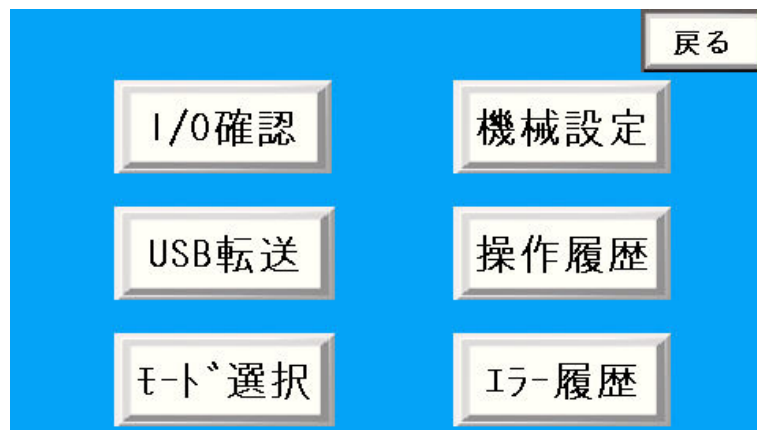 戻る
I/O確認
機械設定
USB転送
操作履歴
ﾓｰﾄﾞ選択
ｴﾗｰ履歴